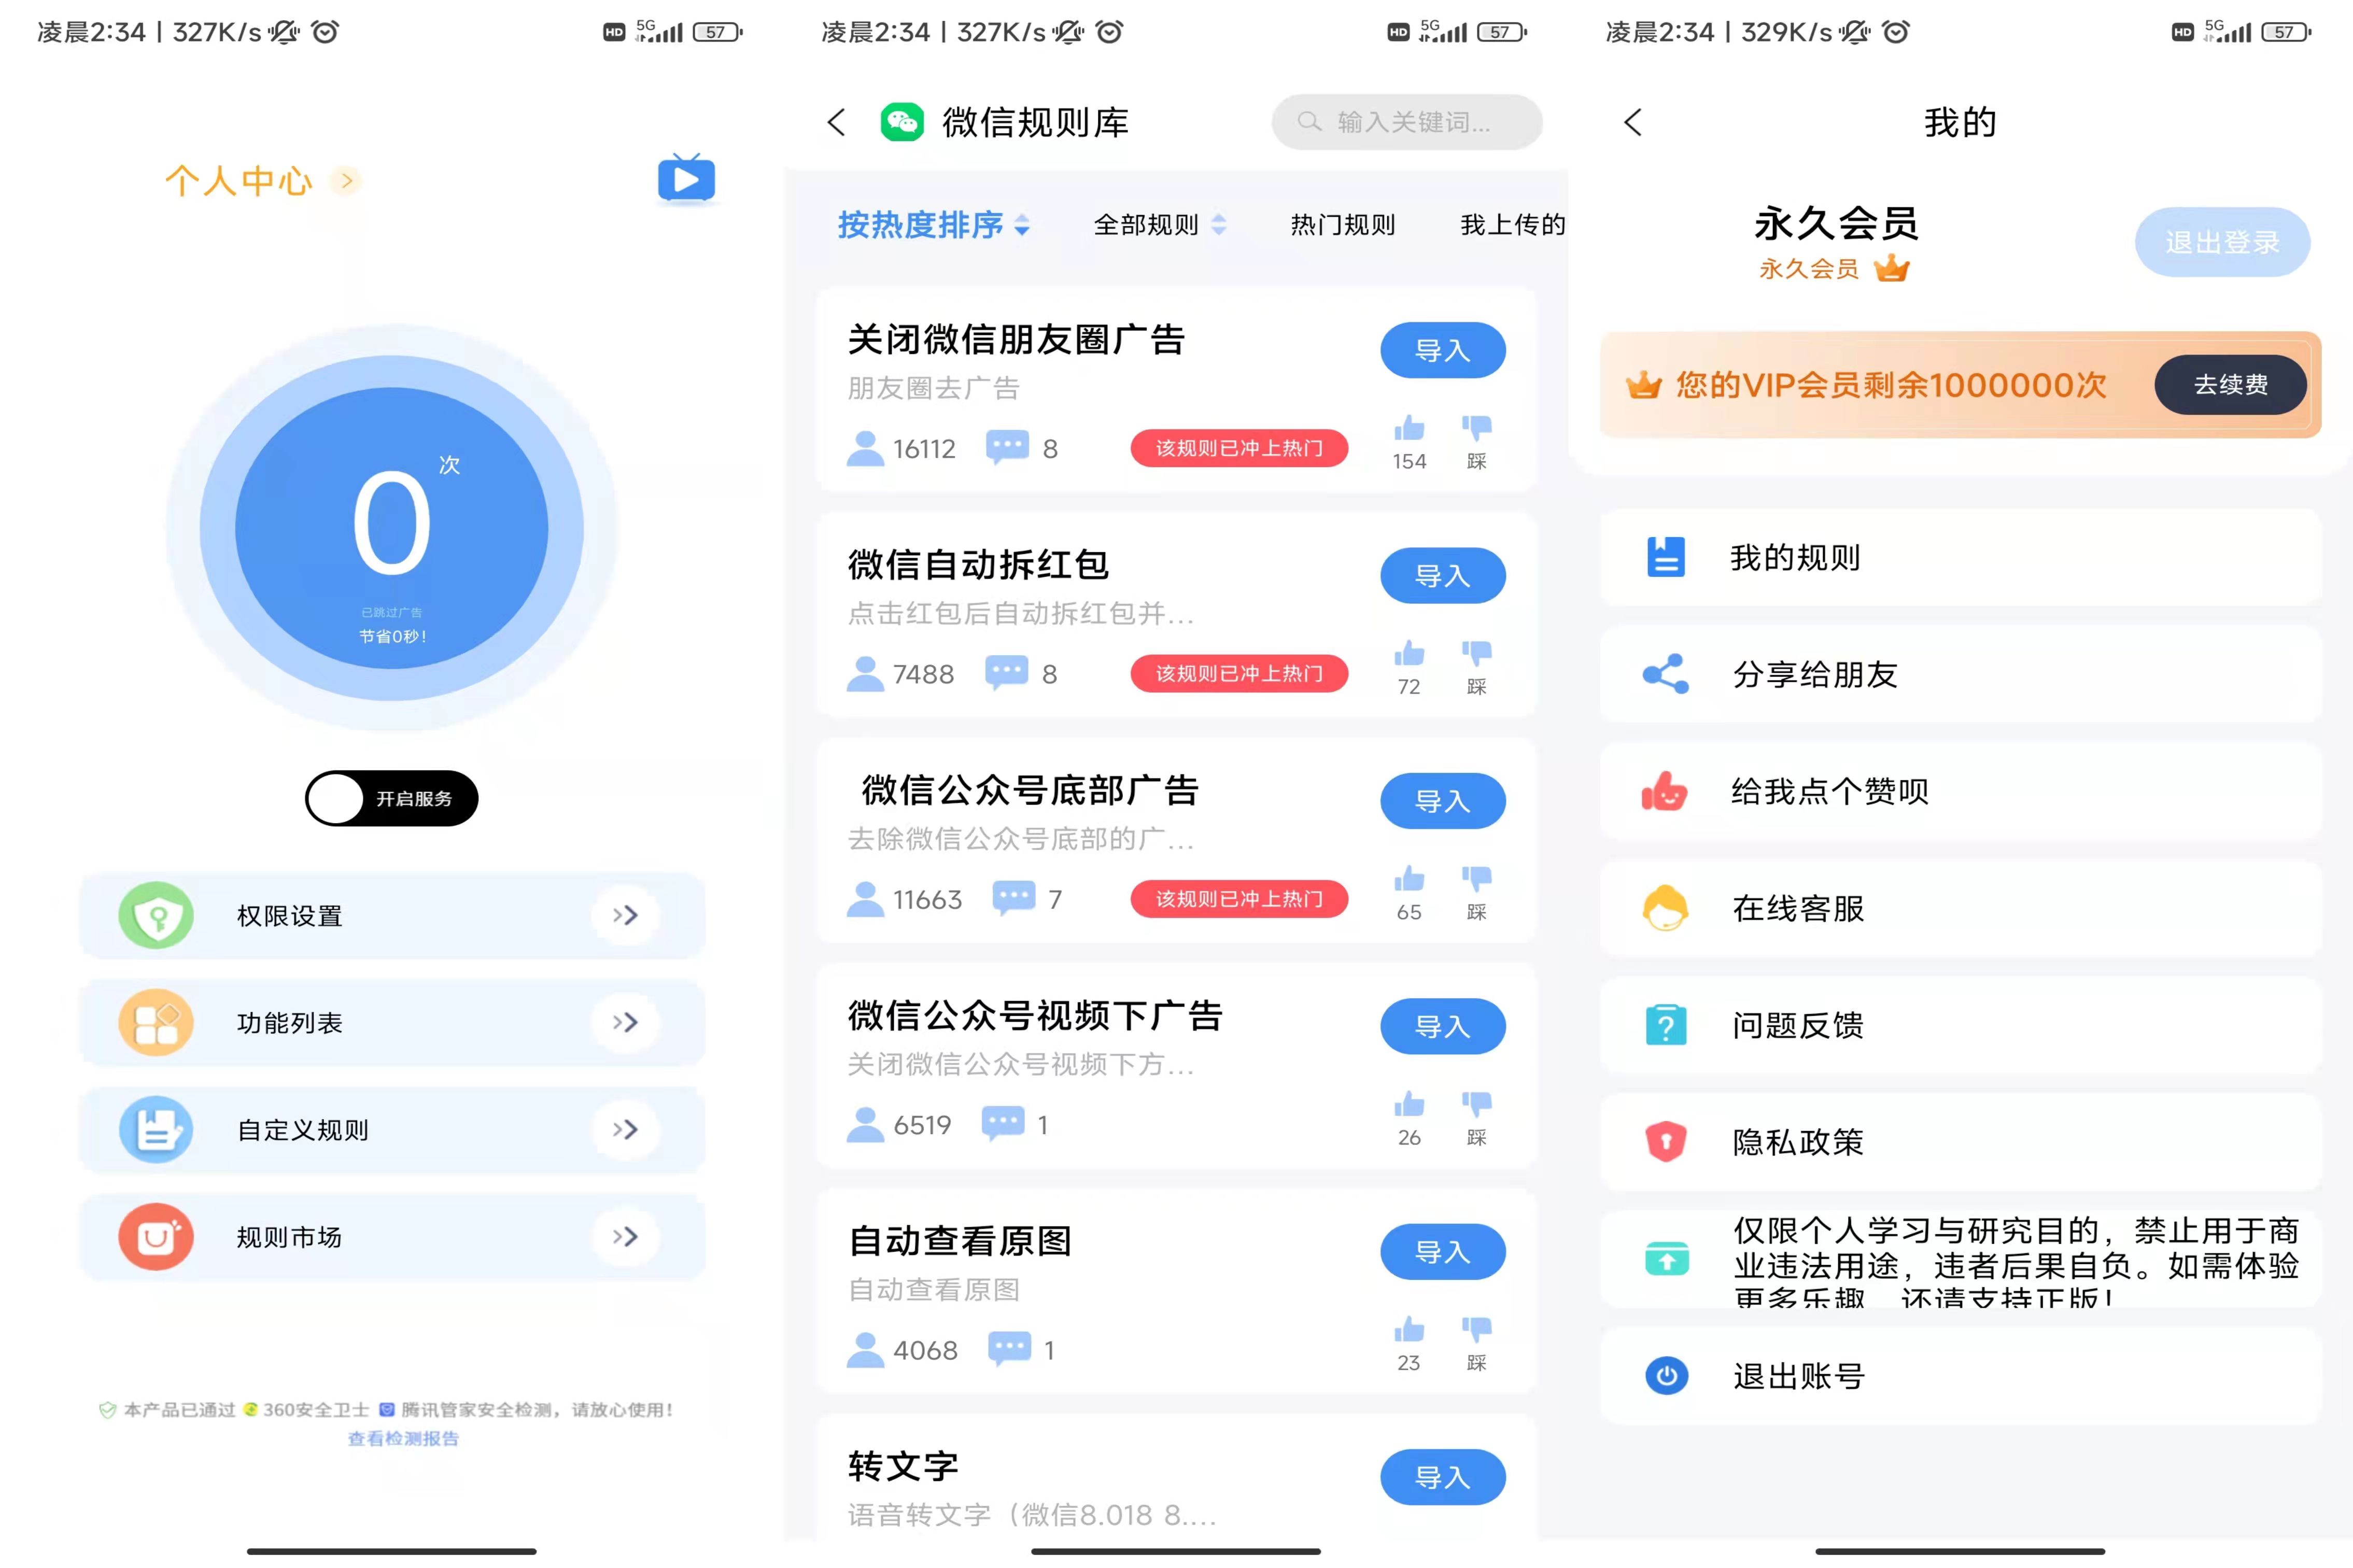 凌晨2:34 | 327K/s
HD 5G 57
个人中心
次
0
已跳过广告
节省0秒!
开启服务
权限设置
功能列表
自定义规则
规则市场
本产品已通过 360安全卫士 腾讯管家安全检测，请放心使用!
查看检测报告
凌晨2:34 | 327K/s
HD 5G 57
微信规则库
输入关键词...
按热度排序 全部规则 热门规则 我上传的
关闭微信朋友圈广告
导入
朋友圈去广告
16112 8 该规则已冲上热门 154 踩
微信自动拆红包
导入
点击红包后自动拆红包并...
7488 8 该规则已冲上热门 72 踩
微信公众号底部广告
导入
去除微信公众号底部的广...
11663 7 该规则已冲上热门 65 踩
微信公众号视频下广告
导入
关闭微信公众号视频下方...
6519 1 26 踩
自动查看原图
导入
自动查看原图
4068 1 23 踩
转文字
导入
语音转文字（微信8.018 8....
凌晨2:34 | 329K/s
HD 5G 57
我的
永久会员
永久会员
退出登录
您的VIP会员剩余1000000次
去续费
我的规则
分享给朋友
给我点个赞呗
在线客服
问题反馈
隐私政策
仅限个人学习与研究目的，禁止用于商
业违法用途，违者后果自负。如需体验
更多乐趣，还请支持正版！
退出账号